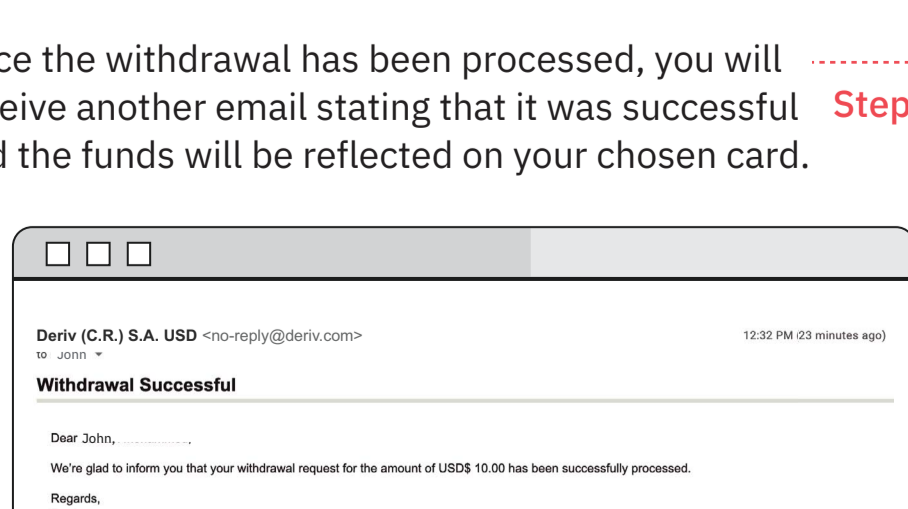 ce the withdrawal has been processed, you will
eive another email stating that it was successful
d the funds will be reflected on your chosen card.
Step
Deriv (C.R.) S.A. USD <no-reply@deriv.com>
12:32 PM (23 minutes ago)
to John
Withdrawal Successful
Dear John,
We're glad to inform you that your withdrawal request for the amount of USD$ 10.00 has been successfully processed.
Regards,